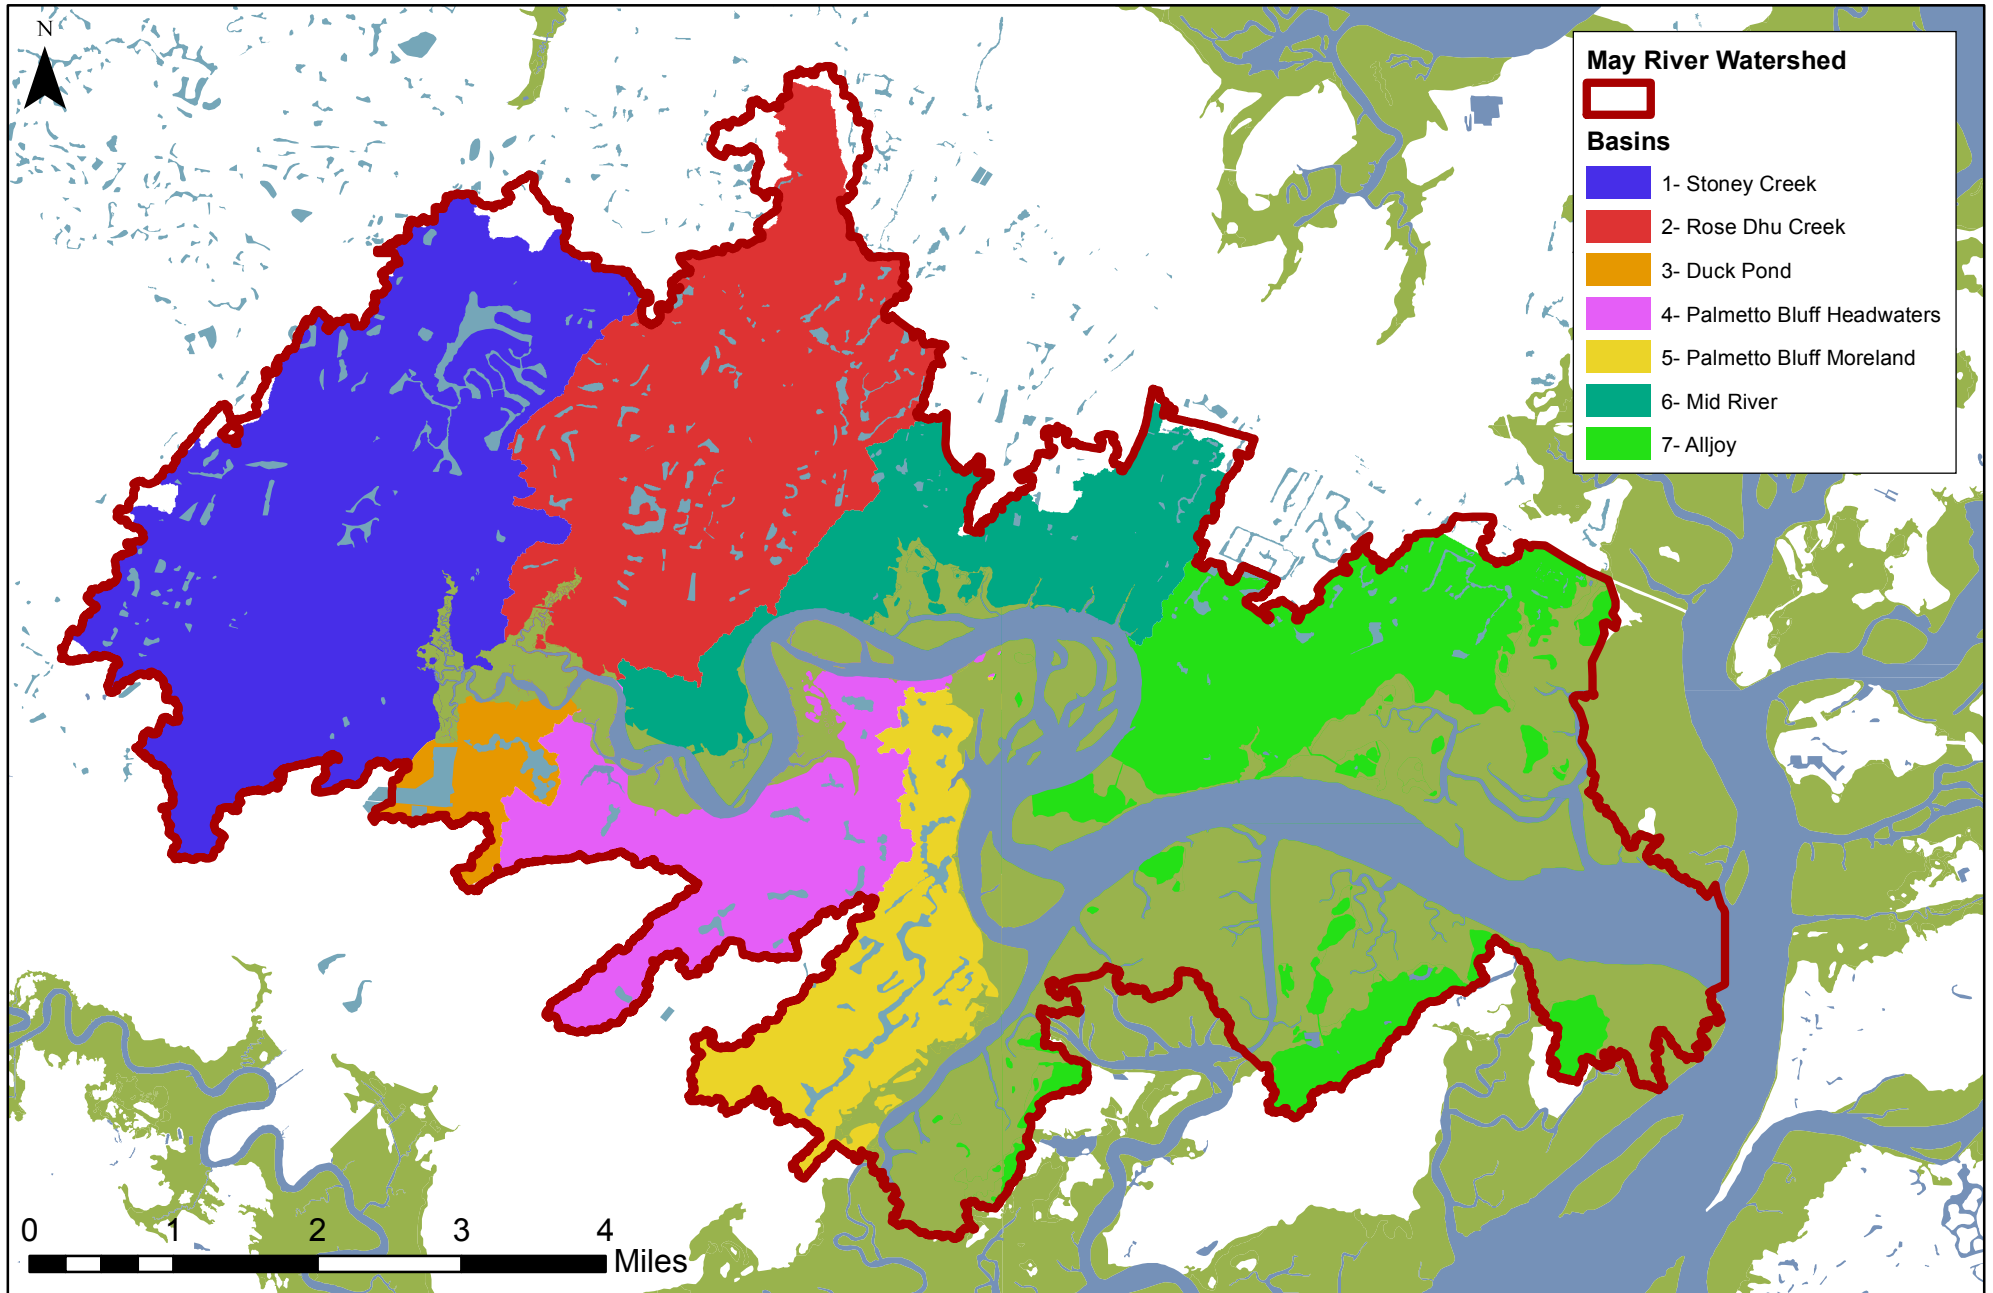 N
May River Watershed
Basins
1- Stoney Creek
2- Rose Dhu Creek
3- Duck Pond
4- Palmetto Bluff Headwaters
5- Palmetto Bluff Moreland
6- Mid River
7- Alljoy
0 1 2 3 4
Miles